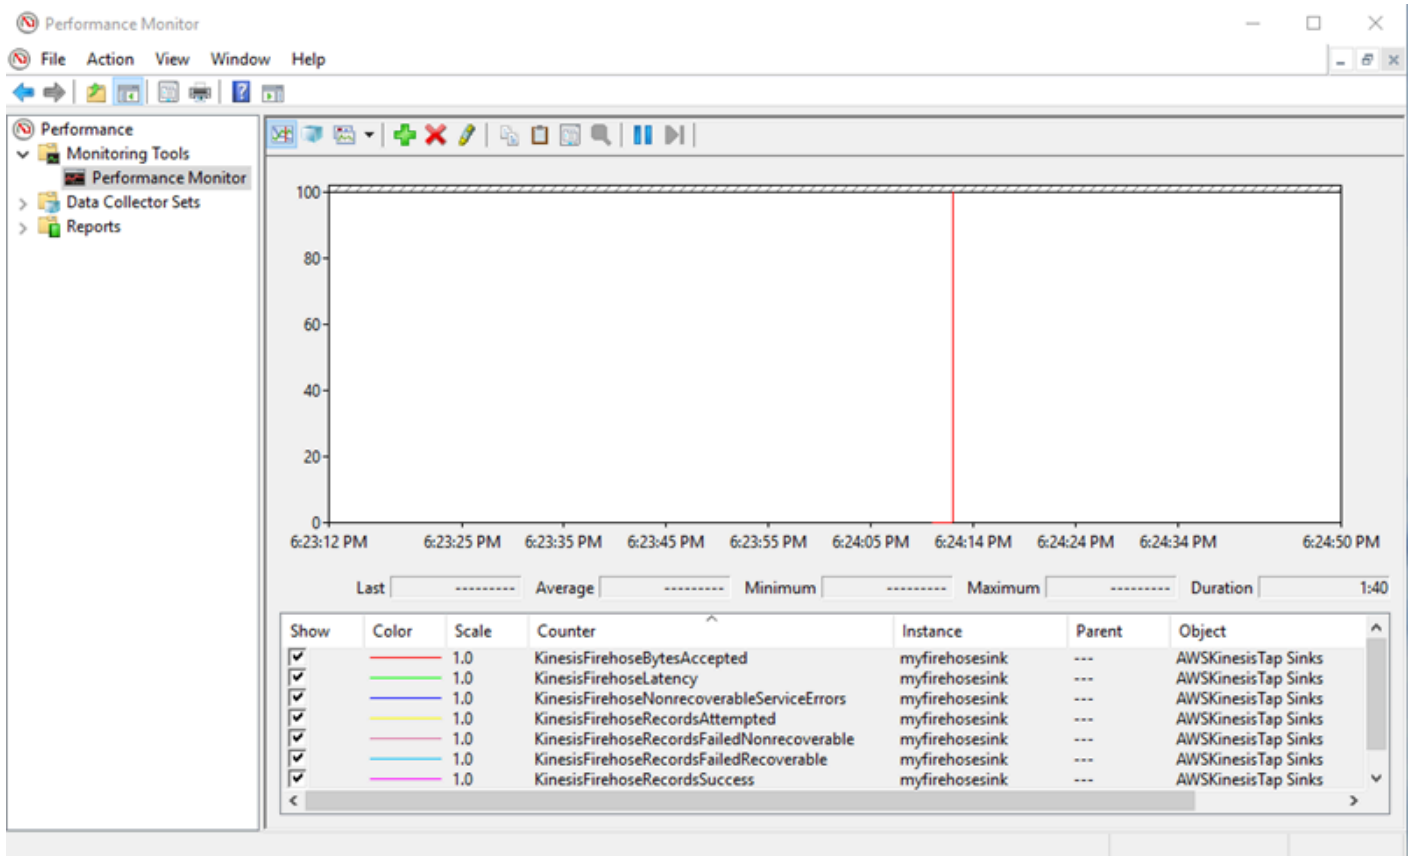 Performance Monitor
File Action View Window Help
Performance
Monitoring Tools
Performance Monitor
Data Collector Sets
Reports
100
80
60
40
20
0
6:23:12 PM 6:23:25 PM 6:23:35 PM 6:23:45 PM 6:23:55 PM 6:24:05 PM 6:24:14 PM 6:24:24 PM 6:24:34 PM 6:24:50 PM
Last --------- Average --------- Minimum --------- Maximum --------- Duration 1:40
Show Color Scale Counter Instance Parent Object
1.0 KinesisFirehoseBytesAccepted myfirehosesink --- AWSKinesisTap Sinks
1.0 KinesisFirehoseLatency myfirehosesink --- AWSKinesisTap Sinks
1.0 KinesisFirehoseNonrecoverableServiceErrors myfirehosesink --- AWSKinesisTap Sinks
1.0 KinesisFirehoseRecordsAttempted myfirehosesink --- AWSKinesisTap Sinks
1.0 KinesisFirehoseRecordsFailedNonrecoverable myfirehosesink --- AWSKinesisTap Sinks
1.0 KinesisFirehoseRecordsFailedRecoverable myfirehosesink --- AWSKinesisTap Sinks
1.0 KinesisFirehoseRecordsSuccess myfirehosesink --- AWSKinesisTap Sinks